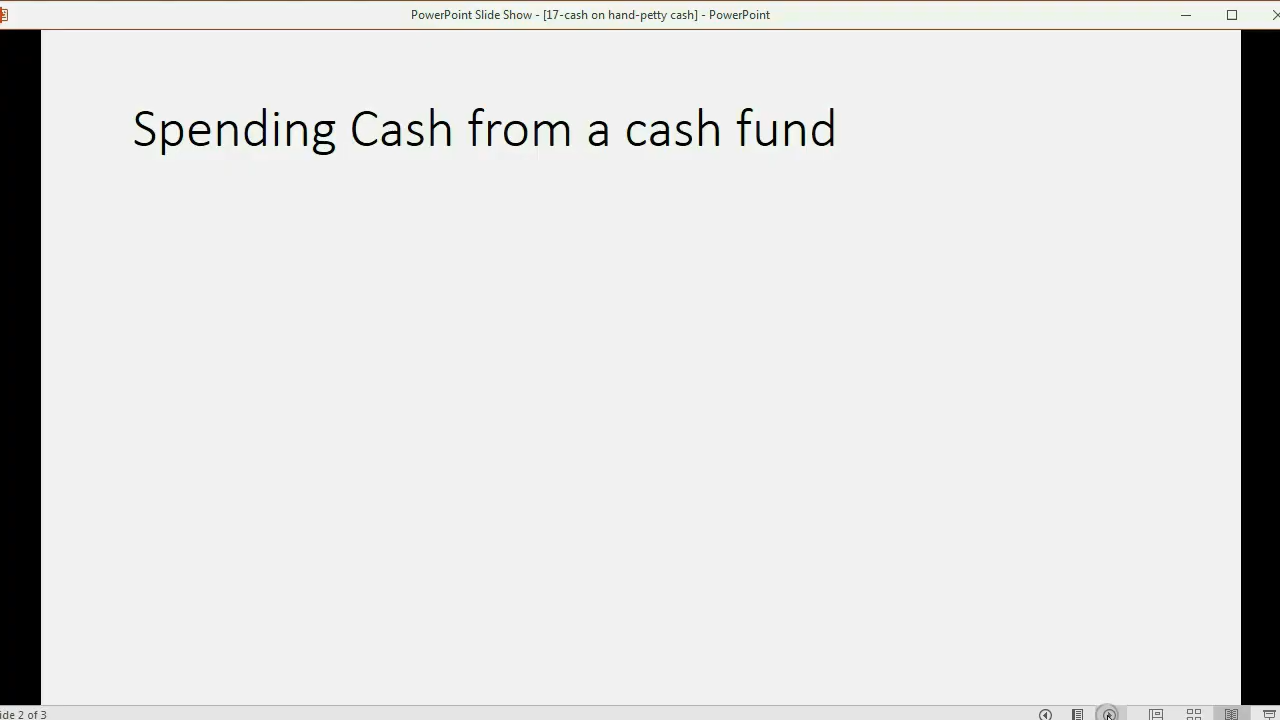 PowerPoint Slide Show - [17-cash on hand-petty cash] - PowerPoint
Spending Cash from a cash fund
ide 2 of 3